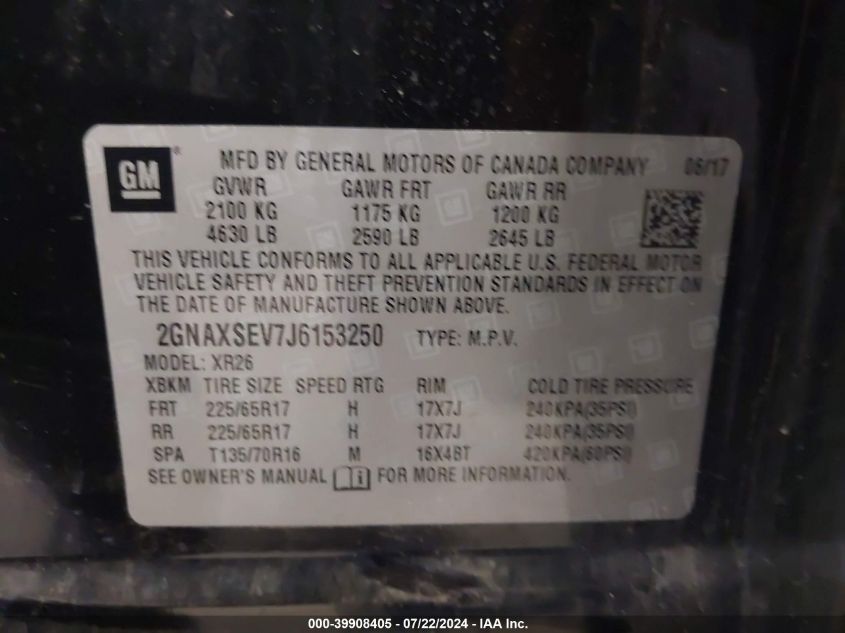 GM ® MFD BY GENERAL MOTORS OF CANADA COMPANY 06/17
GVWR GAWR FRT GAWR RR
2100 KG 1175 KG 1200 KG
4630 LB 2590 LB 2645 LB
THIS VEHICLE CONFORMS TO ALL APPLICABLE U.S. FEDERAL MOTOR
VEHICLE SAFETY AND THEFT PREVENTION STANDARDS IN EFFECT ON
THE DATE OF MANUFACTURE SHOWN ABOVE.
2GNAXSEV7J6153250 TYPE: M.P.V.
MODEL: XR26
XBKM TIRE SIZE SPEED RTG RIM COLD TIRE PRESSURE
FRT 225/65R17 H 17X7J 240KPA(35PSI)
RR 225/65R17 H 17X7J 240KPA(35PSI)
SPA T135/70R16 M 16X4BT 420KPA(60PSI)
SEE OWNER'S MANUAL i FOR MORE INFORMATION.
000-39908405 - 07/22/2024 - IAA Inc.